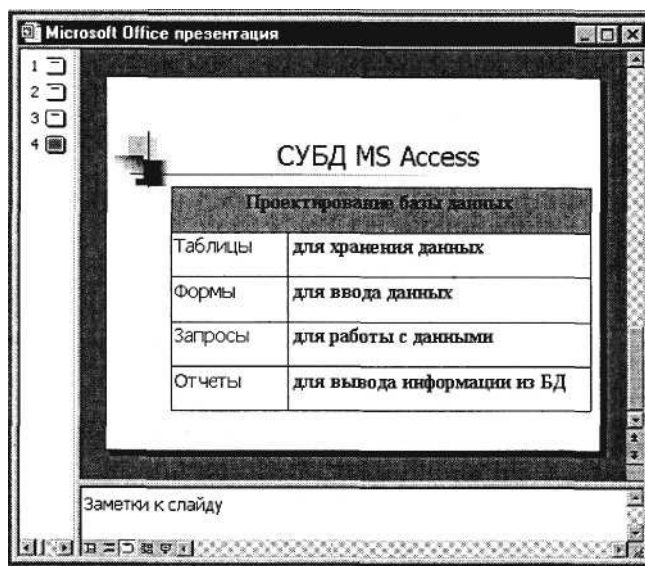 Microsoft Office презентация
1
2
3
4
СУБД MS Access
Проектирование базы данных
Таблицы для хранения данных
Формы для ввода данных
Запросы для работы с данными
Отчеты для вывода информации из БД
Заметки к слайду